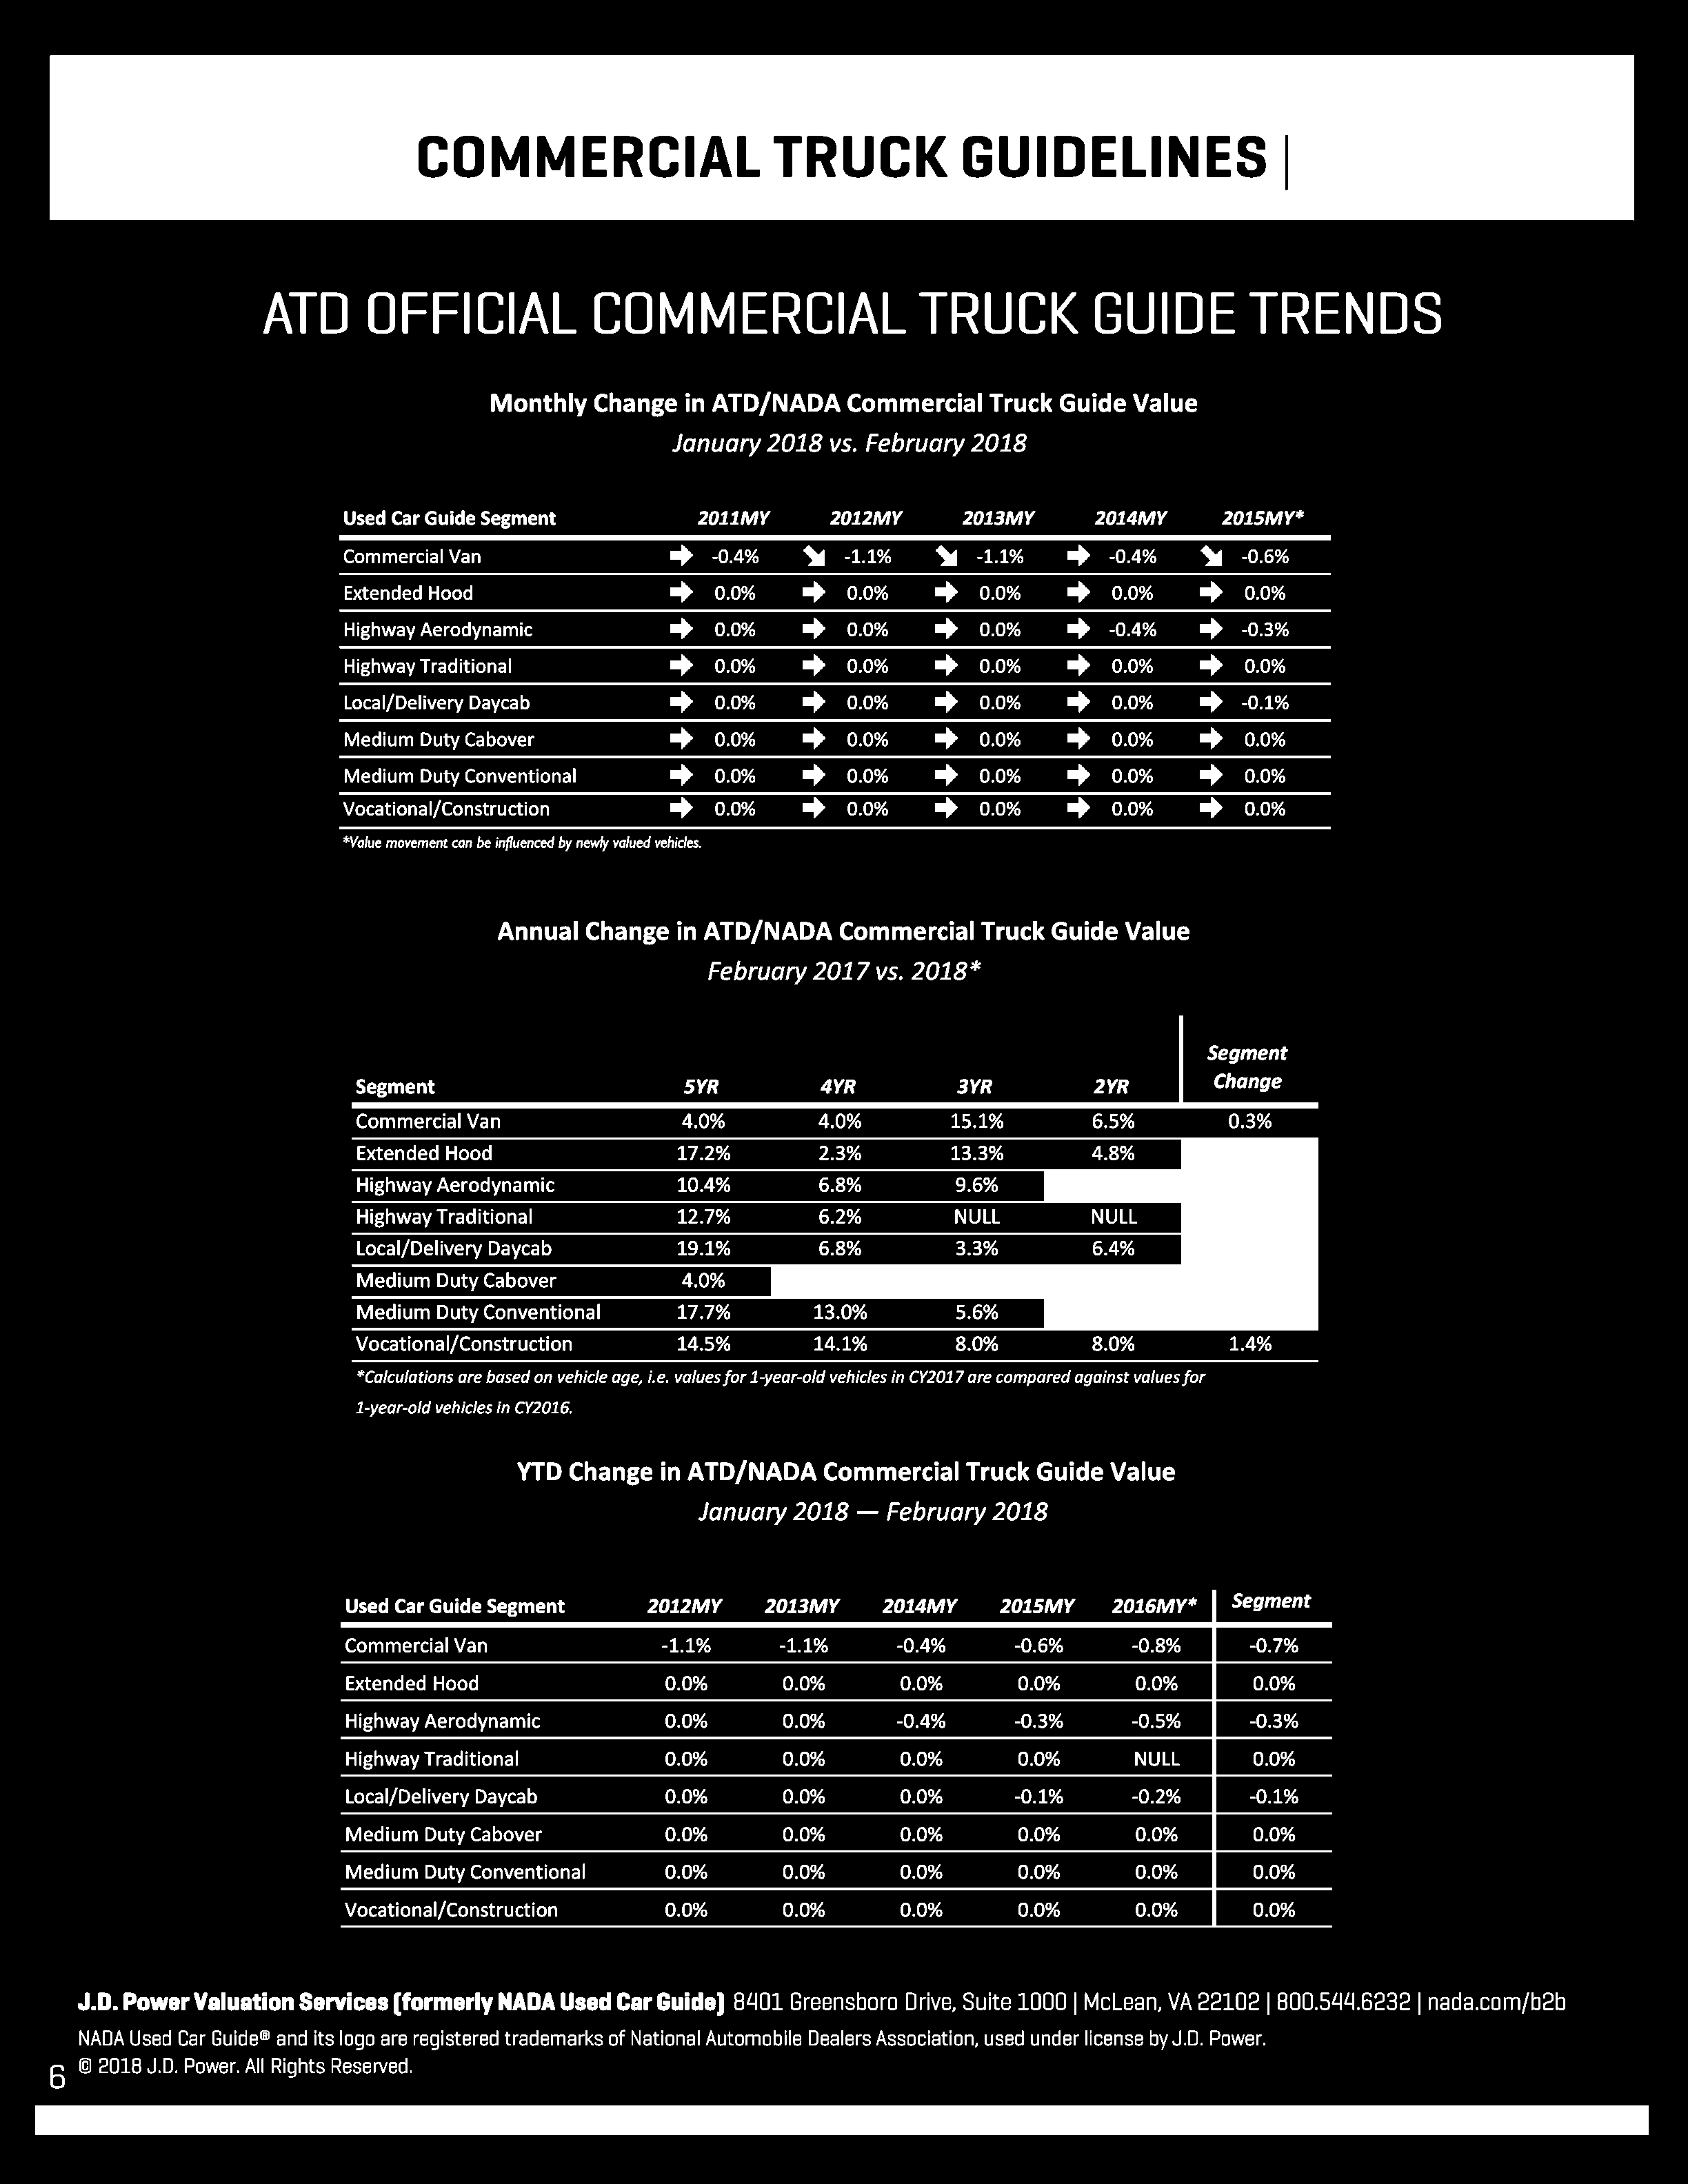 COMMERCIAL TRUCK GUIDELINES |
ATD OFFICIAL COMMERCIAL TRUCK GUIDE TRENDS
Monthly Change in ATD/NADA Commercial Truck Guide Value
January 2018 vs. February 2018
Used Car Guide Segment 2011MY 2012MY 2013MY 2014MY 2015MY*
Commercial Van -0.4% -1.1% -1.1% -0.4% -0.6%
Extended Hood 0.0% 0.0% 0.0% 0.0% 0.0%
Highway Aerodynamic 0.0% 0.0% 0.0% -0.4% -0.3%
Highway Traditional 0.0% 0.0% 0.0% 0.0% 0.0%
Local/Delivery Daycab 0.0% 0.0% 0.0% 0.0% -0.1%
Medium Duty Cabover 0.0% 0.0% 0.0% 0.0% 0.0%
Medium Duty Conventional 0.0% 0.0% 0.0% 0.0% 0.0%
Vocational/Construction 0.0% 0.0% 0.0% 0.0% 0.0%
*Value movement can be influenced by newly valued vehicles.
Annual Change in ATD/NADA Commercial Truck Guide Value
February 2017 vs. 2018*
Segment 5YR 4YR 3YR 2YR Segment Change
Commercial Van 4.0% 4.0% 15.1% 6.5% 0.3%
Extended Hood 17.2% 2.3% 13.3% 4.8%
Highway Aerodynamic 10.4% 6.8% 9.6%
Highway Traditional 12.7% 6.2% NULL NULL
Local/Delivery Daycab 19.1% 6.8% 3.3% 6.4%
Medium Duty Cabover 4.0%
Medium Duty Conventional 17.7% 13.0% 5.6%
Vocational/Construction 14.5% 14.1% 8.0% 8.0% 1.4%
*Calculations are based on vehicle age, i.e. values for 1-year-old vehicles in CY2017 are compared against values for
1-year-old vehicles in CY2016.
YTD Change in ATD/NADA Commercial Truck Guide Value
January 2018 — February 2018
Used Car Guide Segment 2012MY 2013MY 2014MY 2015MY 2016MY* Segment
Commercial Van -1.1% -1.1% -0.4% -0.6% -0.8% -0.7%
Extended Hood 0.0% 0.0% 0.0% 0.0% 0.0% 0.0%
Highway Aerodynamic 0.0% 0.0% -0.4% -0.3% -0.5% -0.3%
Highway Traditional 0.0% 0.0% 0.0% 0.0% NULL 0.0%
Local/Delivery Daycab 0.0% 0.0% 0.0% -0.1% -0.2% -0.1%
Medium Duty Cabover 0.0% 0.0% 0.0% 0.0% 0.0% 0.0%
Medium Duty Conventional 0.0% 0.0% 0.0% 0.0% 0.0% 0.0%
Vocational/Construction 0.0% 0.0% 0.0% 0.0% 0.0% 0.0%
J.D. Power Valuation Services (formerly NADA Used Car Guide) 8401 Greensboro Drive, Suite 1000 | McLean, VA 22102 | 800.544.6232 | nada.com/b2b
NADA Used Car Guide® and its logo are registered trademarks of National Automobile Dealers Association, used under license by J.D. Power.
© 2018 J.D. Power. All Rights Reserved.
6